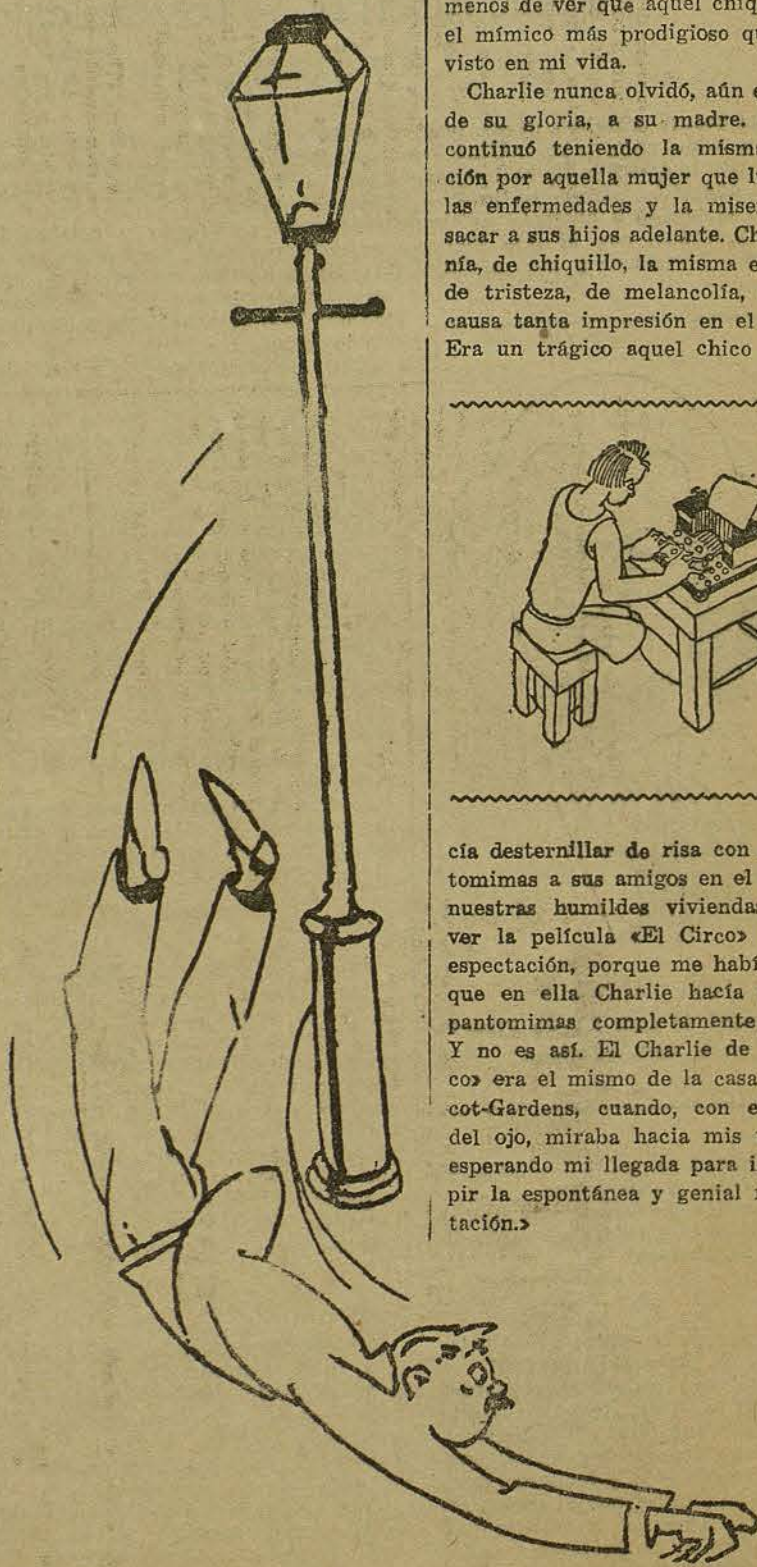 menos de ver que aquel chiq
el mímico más prodigioso qu
visto en mi vida.
Charlie nunca olvidó, aún e
de su gloria, a su madre.
continuó teniendo la mism
ción por aquella mujer que l
las enfermedades y la mise
sacar a sus hijos adelante. Ch
nía, de chiquillo, la misma e
de tristeza, de melancolía,
causa tanta impresión en el
Era un trágico aquel chico
cía desternillar de risa con
tomimas a sus amigos en el
nuestras humildes vivienda
ver la película «El Circo»
espectación, porque me habí
que en ella Charlie hacía
pantomimas completamente
Y no es así. El Charlie de
co» era el mismo de la casa
cot-Gardens, cuando, con e
del ojo, miraba hacia mis
esperando mi llegada para i
pir la espontánea y genial
tación.»